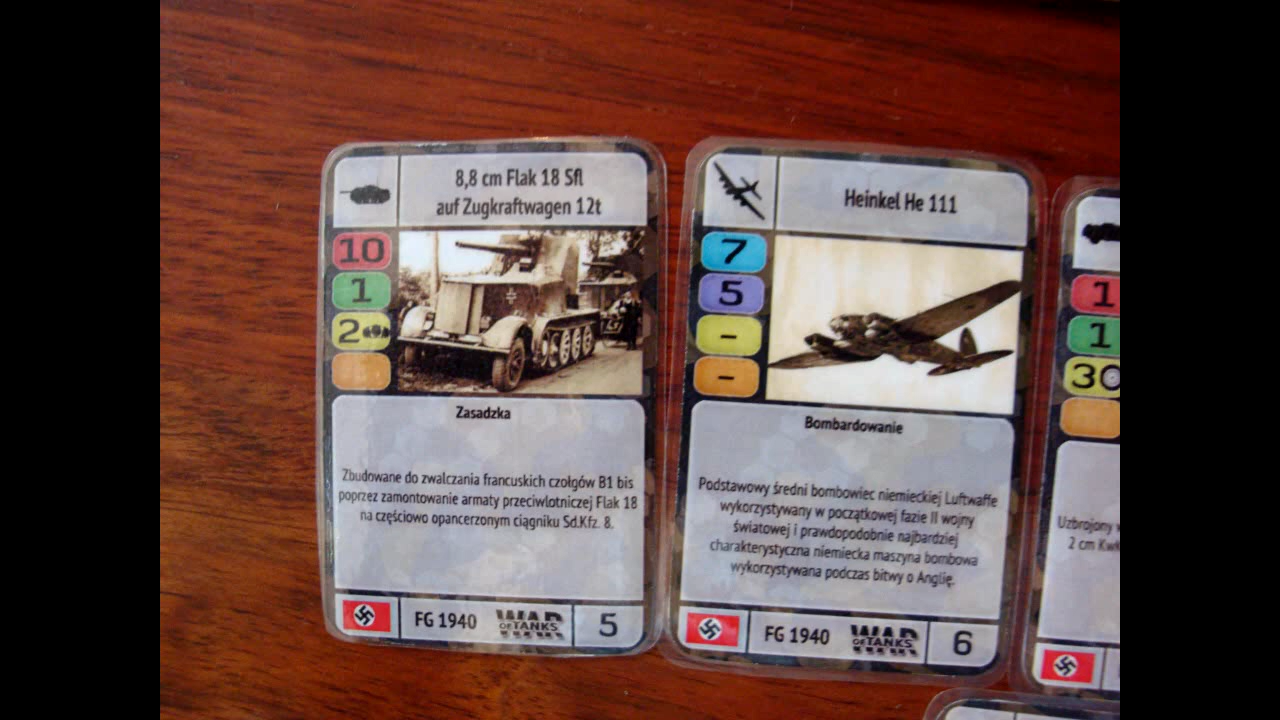 8,8 cm Flak 18 Sfl
auf Zugkraftwagen 12t
10
1
2
Zasadzka
Zbudowane do zwalczania francuskich czołgów B1 bis
poprzez zamontowanie armaty przeciwlotniczej Flak 18
na częściowo opancerzonym ciągniku Sd.Kfz. 8.
FG 1940
WAR
OF TANKS
5
Heinkel He 111
7
5
-
-
Bombardowanie
Podstawowy średni bombowiec niemieckiej Luftwaffe
wykorzystywany w początkowej fazie II wojny
światowej i prawdopodobnie najbardziej
charakterystyczna niemiecka maszyna bombowa
wykorzystywana podczas bitwy o Anglię.
FG 1940
WAR
OF TANKS
6
1
1
30
Uzbrojony
2 cm